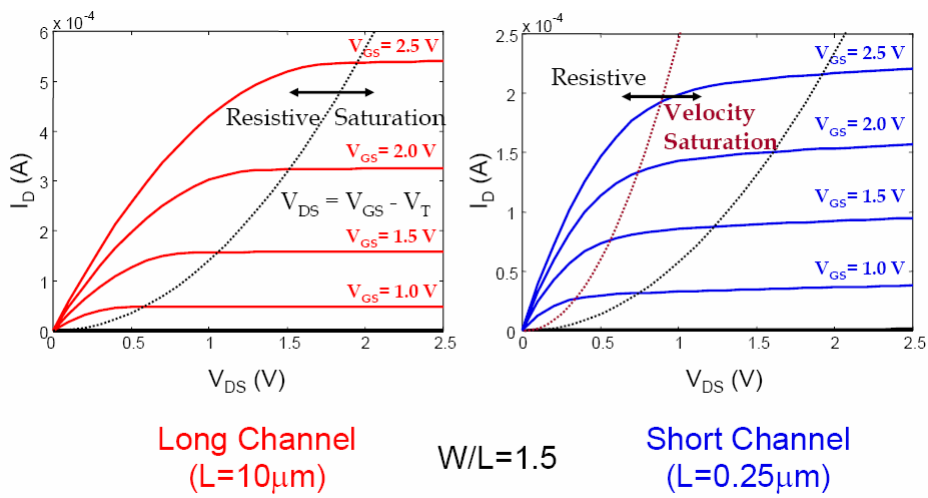 x 10⁻⁴
6
5
4
3
2
1
0
I_D (A)
V_GS= 2.5 V
Resistive Saturation
V_GS= 2.0 V
V_DS = V_GS - V_T
V_GS= 1.5 V
V_GS= 1.0 V
0 0.5 1 1.5 2 2.5
V_DS (V)
x 10⁻⁴
2.5
2
1.5
1
0.5
0
I_D (A)
V_GS= 2.5 V
Resistive
Velocity
Saturation
V_GS= 2.0 V
V_GS= 1.5 V
V_GS= 1.0 V
0 0.5 1 1.5 2 2.5
V_DS (V)
Long Channel
(L=10μm)
W/L=1.5
Short Channel
(L=0.25μm)